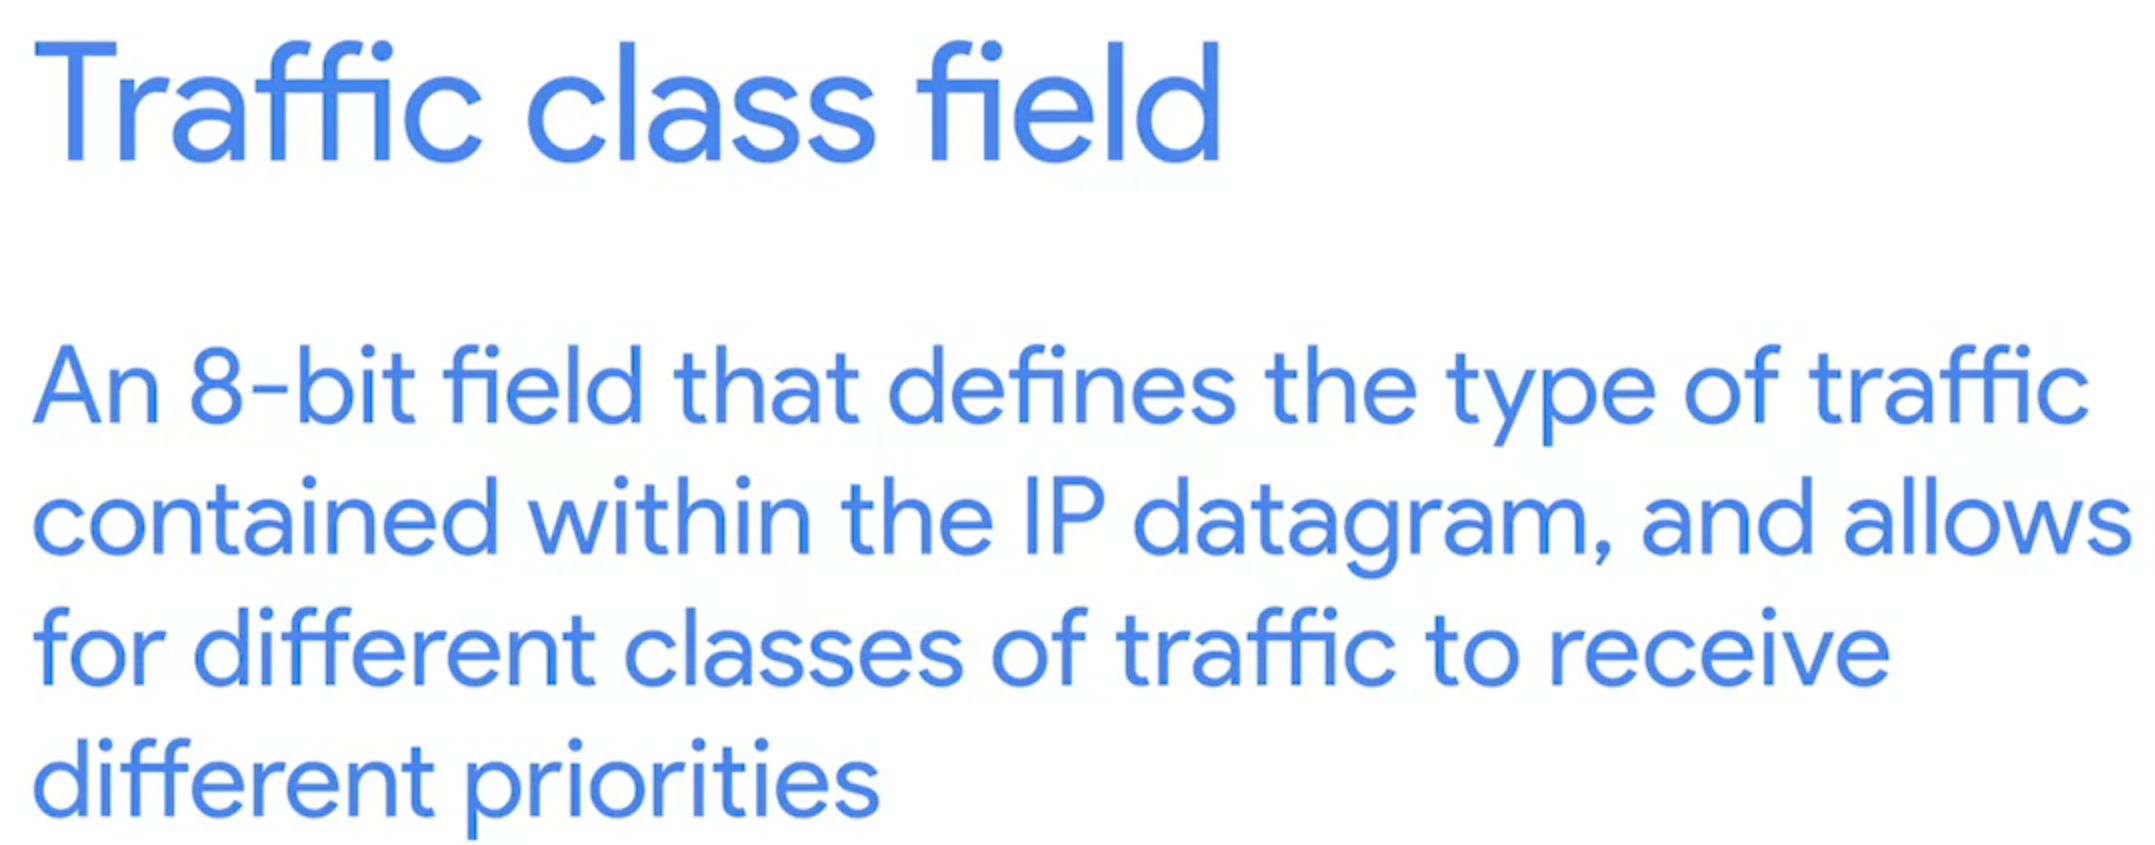 Traffic class field
An 8-bit field that defines the type of traffic
contained within the IP datagram, and allows
for different classes of traffic to receive
different priorities